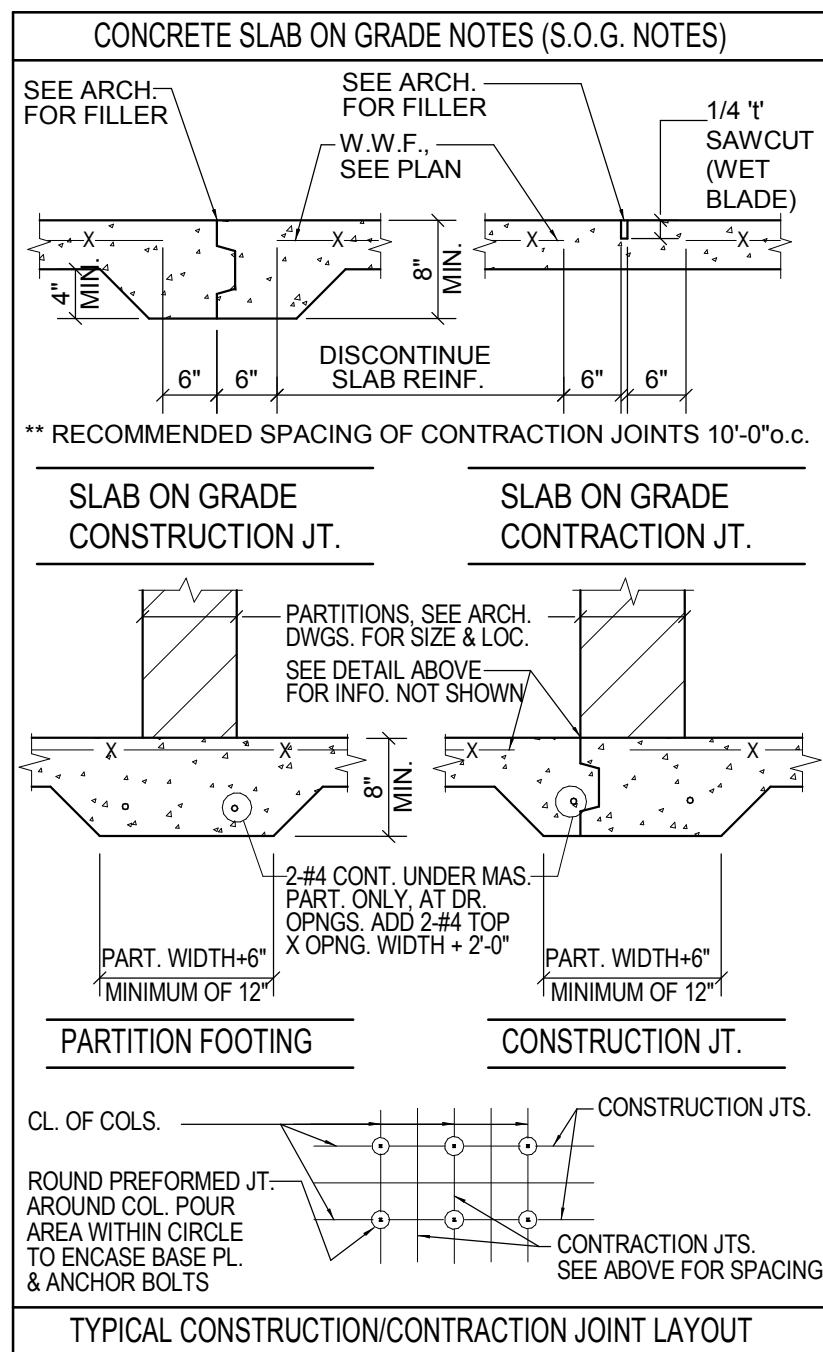 CONCRETE SLAB ON GRADE NOTES (S.O.G. NOTES)
SEE ARCH.
FOR FILLER
SEE ARCH.
FOR FILLER
W.W.F.,
SEE PLAN
1/4 't'
SAWCUT
(WET
BLADE)
X
X
X
4"
MIN.
8"
MIN.
DISCONTINUE
SLAB REINF.
6"
6"
6"
6"
** RECOMMENDED SPACING OF CONTRACTION JOINTS 10'-0"o.c.
SLAB ON GRADE
CONSTRUCTION JT.
SLAB ON GRADE
CONTRACTION JT.
PARTITIONS, SEE ARCH.
DWGS. FOR SIZE & LOC.
SEE DETAIL ABOVE
FOR INFO. NOT SHOWN
X
X
X
X
8"
MIN.
2-#4 CONT. UNDER MAS.
PART. ONLY, AT DR.
OPNGS. ADD 2-#4 TOP
X OPNG. WIDTH + 2'-0"
PART. WIDTH+6"
MINIMUM OF 12"
PART. WIDTH+6"
MINIMUM OF 12"
PARTITION FOOTING
CONSTRUCTION JT.
CL. OF COLS.
CONSTRUCTION JTS.
ROUND PREFORMED JT.
AROUND COL. POUR
AREA WITHIN CIRCLE
TO ENCASE BASE PL.
& ANCHOR BOLTS
CONTRACTION JTS.
SEE ABOVE FOR SPACING
TYPICAL CONSTRUCTION/CONTRACTION JOINT LAYOUT